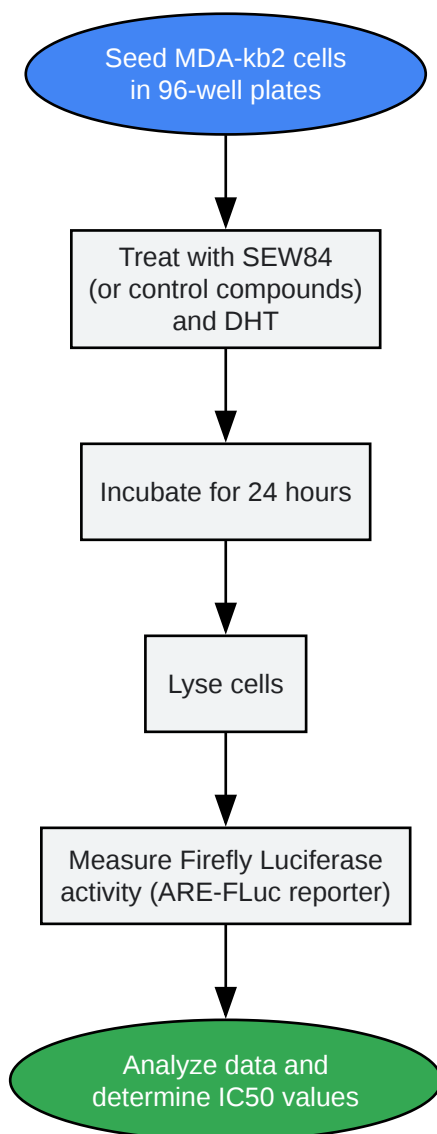 Seed MDA-kb2 cells
in 96-well plates
Treat with SEW84
(or control compounds)
and DHT
Incubate for 24 hours
Lyse cells
Measure Firefly Luciferase
activity (ARE-FLuc reporter)
Analyze data and
determine IC50 values